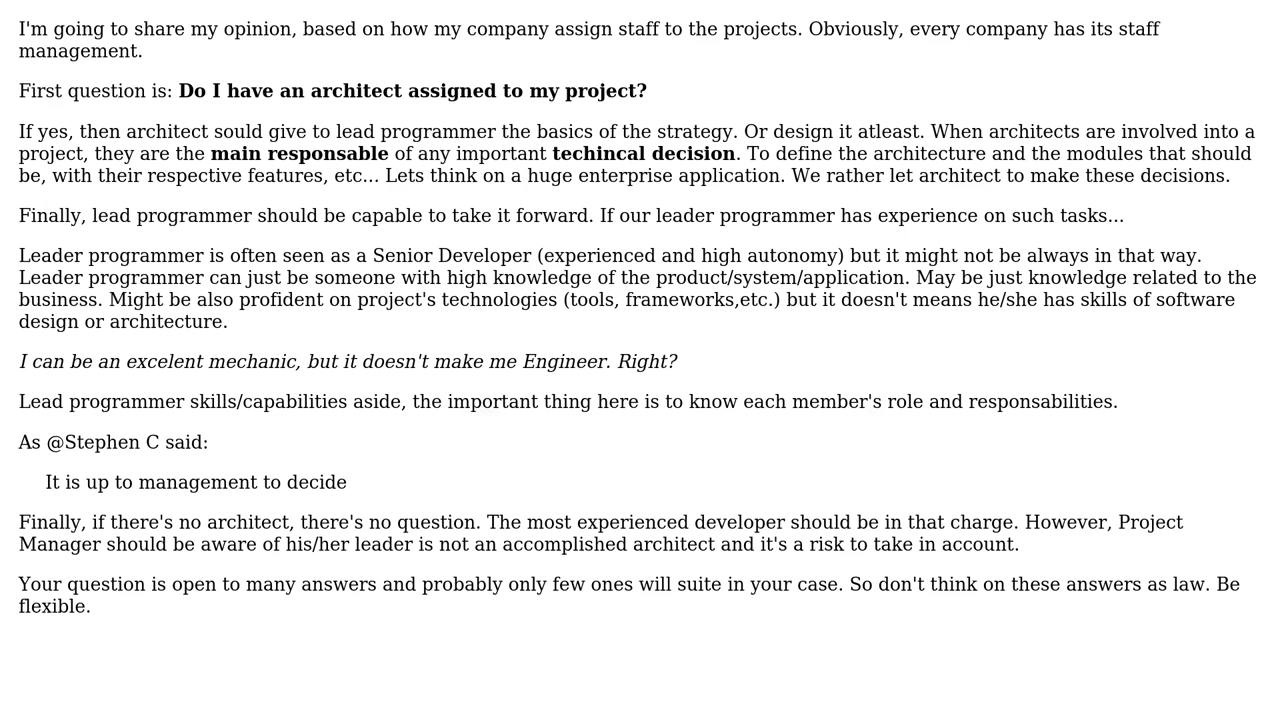 I'm going to share my opinion, based on how my company assign staff to the projects. Obviously, every company has its staff
management.
First question is: Do I have an architect assigned to my project?
If yes, then architect sould give to lead programmer the basics of the strategy. Or design it atleast. When architects are involved into a
project, they are the main responsable of any important techincal decision. To define the architecture and the modules that should
be, with their respective features, etc... Lets think on a huge enterprise application. We rather let architect to make these decisions.
Finally, lead programmer should be capable to take it forward. If our leader programmer has experience on such tasks...
Leader programmer is often seen as a Senior Developer (experienced and high autonomy) but it might not be always in that way.
Leader programmer can just be someone with high knowledge of the product/system/application. May be just knowledge related to the
business. Might be also profident on project's technologies (tools, frameworks,etc.) but it doesn't means he/she has skills of software
design or architecture.
I can be an excelent mechanic, but it doesn't make me Engineer. Right?
Lead programmer skills/capabilities aside, the important thing here is to know each member's role and responsabilities.
As @Stephen C said:
It is up to management to decide
Finally, if there's no architect, there's no question. The most experienced developer should be in that charge. However, Project
Manager should be aware of his/her leader is not an accomplished architect and it's a risk to take in account.
Your question is open to many answers and probably only few ones will suite in your case. So don't think on these answers as law. Be
flexible.